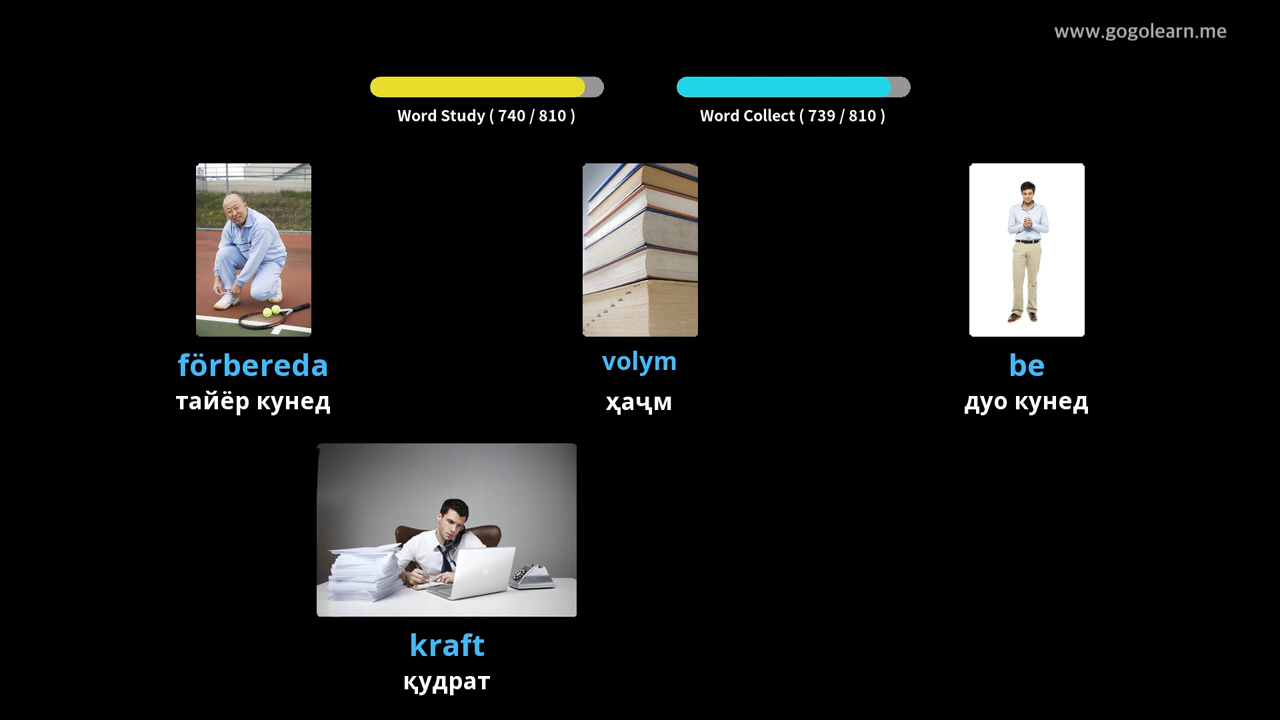 www.gogolearn.me
Word Study ( 740 / 810 )
Word Collect ( 739 / 810 )
förbereda
тайёр кунед
volym
ҳаҷм
be
дуо кунед
kraft
қудрат